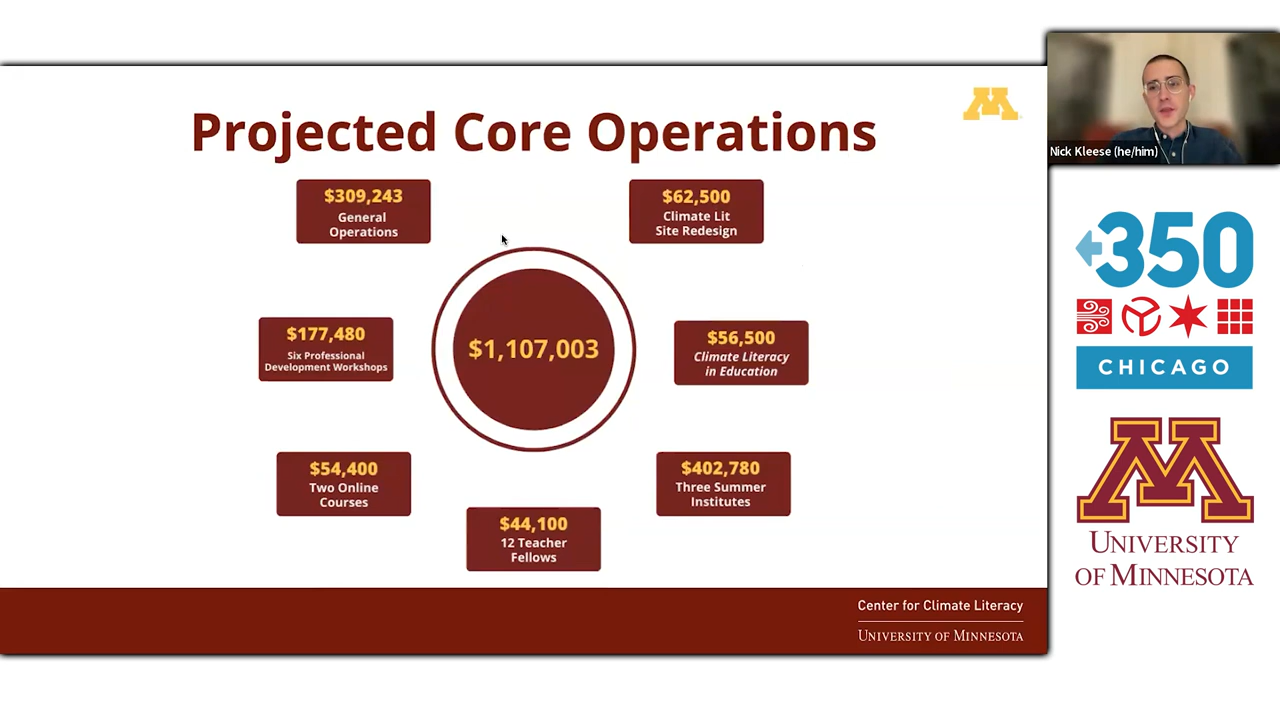 Projected Core Operations
$309,243
General
Operations
$62,500
Climate Lit
Site Redesign
$177,480
Six Professional
Development Workshops
$1,107,003
$56,500
Climate Literacy
in Education
$54,400
Two Online
Courses
$402,780
Three Summer
Institutes
$44,100
12 Teacher
Fellows
Center for Climate Literacy
UNIVERSITY OF MINNESOTA
M
Nick Kleese (he/him)
350
CHICAGO
M
UNIVERSITY
OF MINNESOTA